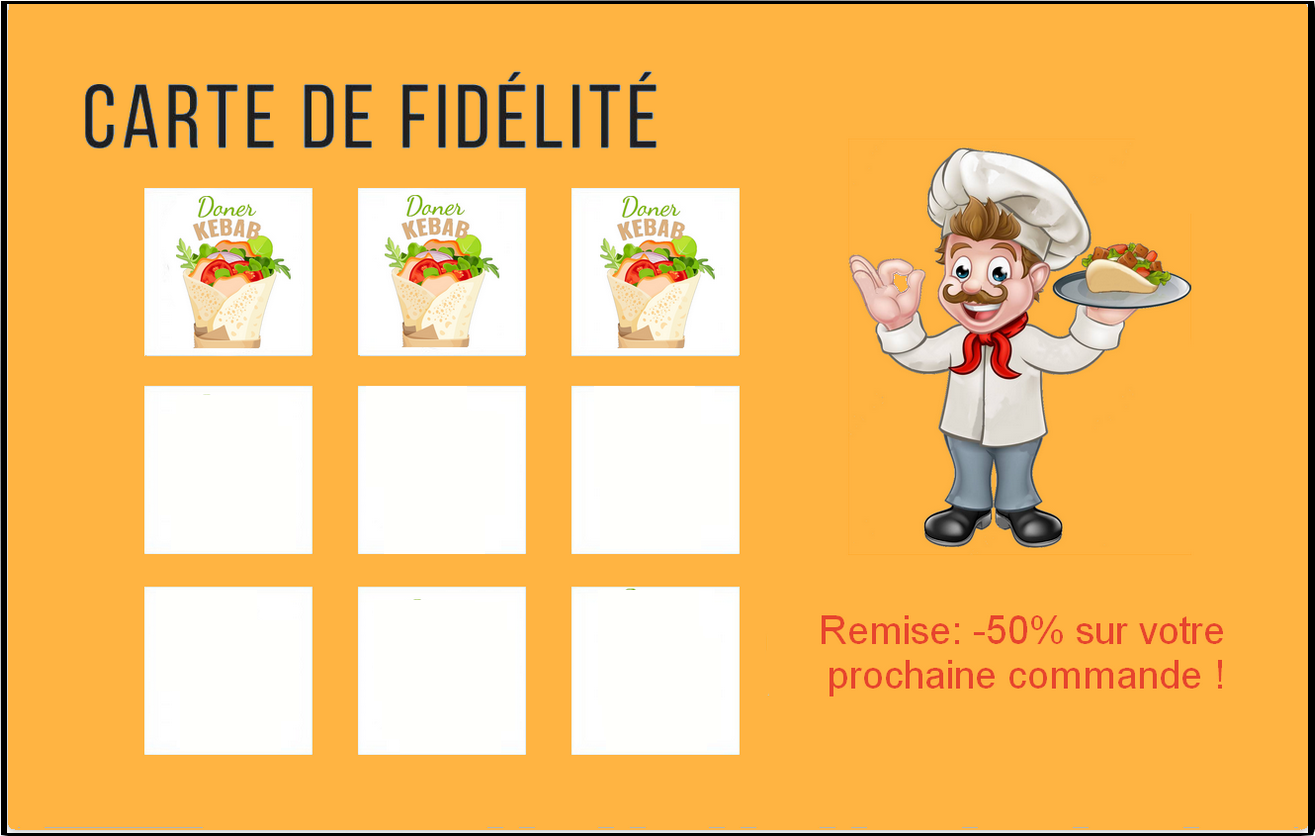 CARTE DE FIDÉLITÉ
Doner
KEBAB
Doner
KEBAB
Doner
KEBAB
Remise: -50% sur votre
prochaine commande !